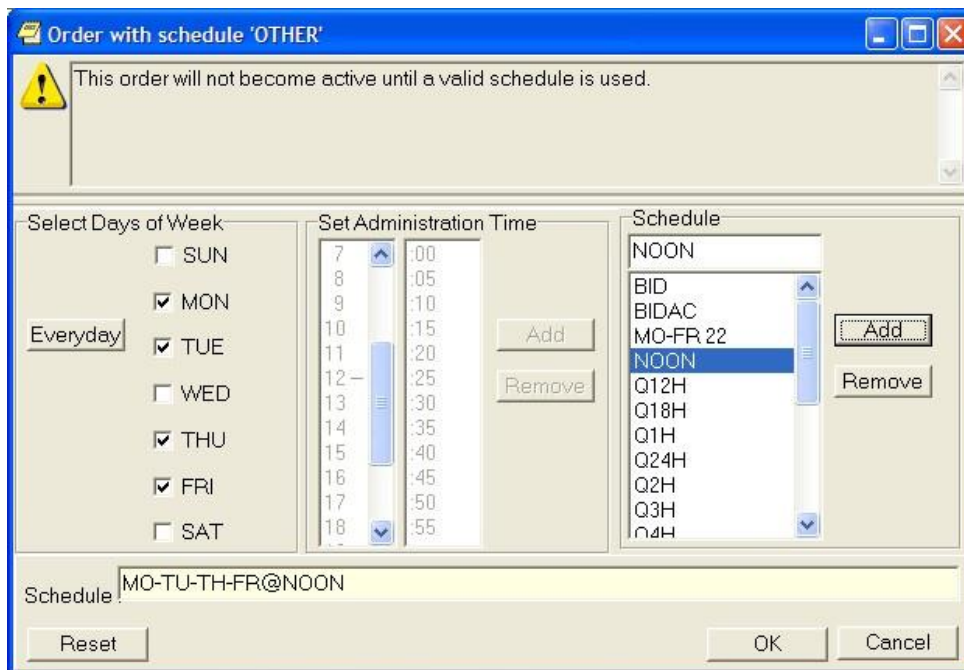 Order with schedule 'OTHER'
This order will not become active until a valid schedule is used.
Select Days of Week
SUN
MON
Everyday
TUE
WED
THU
FRI
SAT
Set Administration Time
7 :00
8 :05
9 :10
10 :15
11 :20
12 – :25
13 :30
14 :35
15 :40
16 :45
17 :50
18 :55
Add
Remove
Schedule
NOON
BID
BIDAC
MO-FR 22
NOON
Q12H
Q18H
Q1H
Q24H
Q2H
Q3H
Q4H
Add
Remove
Schedule :
MO-TU-TH-FR@NOON
Reset
OK
Cancel